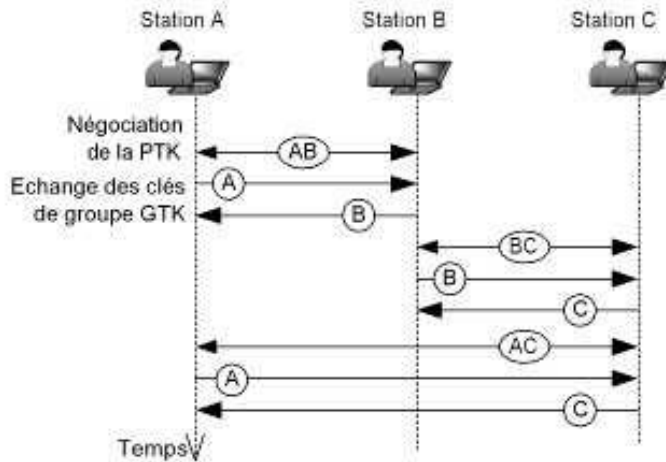 Station A
Station B
Station C
Négociation
de la PTK
AB
Echange des clés
de groupe GTK
A
B
BC
B
C
AC
A
C
Temps